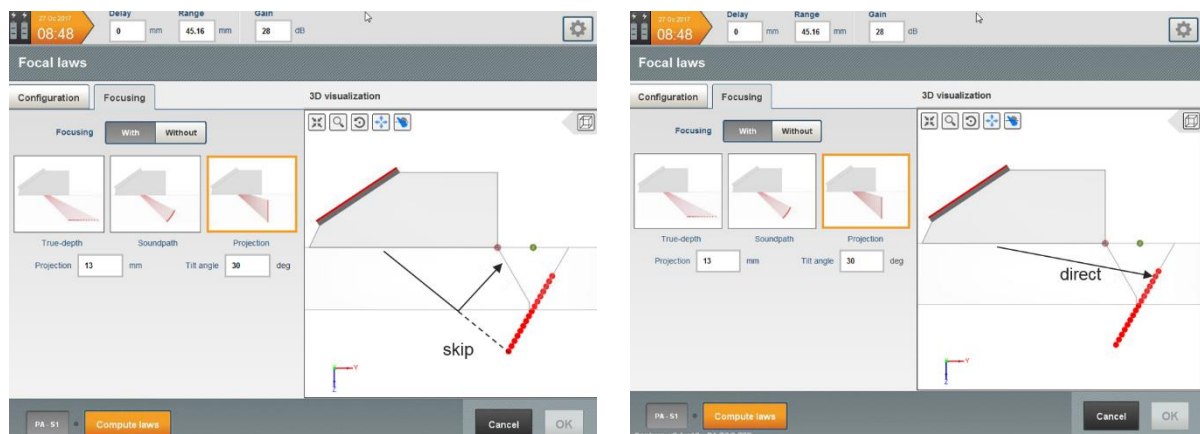 27 Oc 2017
08:48
Delay 0 mm
Range 45.16 mm
Gain 28 dB
Focal laws
Configuration Focusing
3D visualization
Focusing With Without
True-depth Soundpath Projection
Projection 13 mm Tilt angle 30 deg
skip
Y
Z
PA - S1 Compute laws Cancel OK
27 Oc 2017
08:48
Delay 0 mm
Range 45.16 mm
Gain 28 dB
Focal laws
Configuration Focusing
3D visualization
Focusing With Without
True-depth Soundpath Projection
Projection 13 mm Tilt angle 30 deg
direct
Y
Z
PA - S1 Compute laws Cancel OK